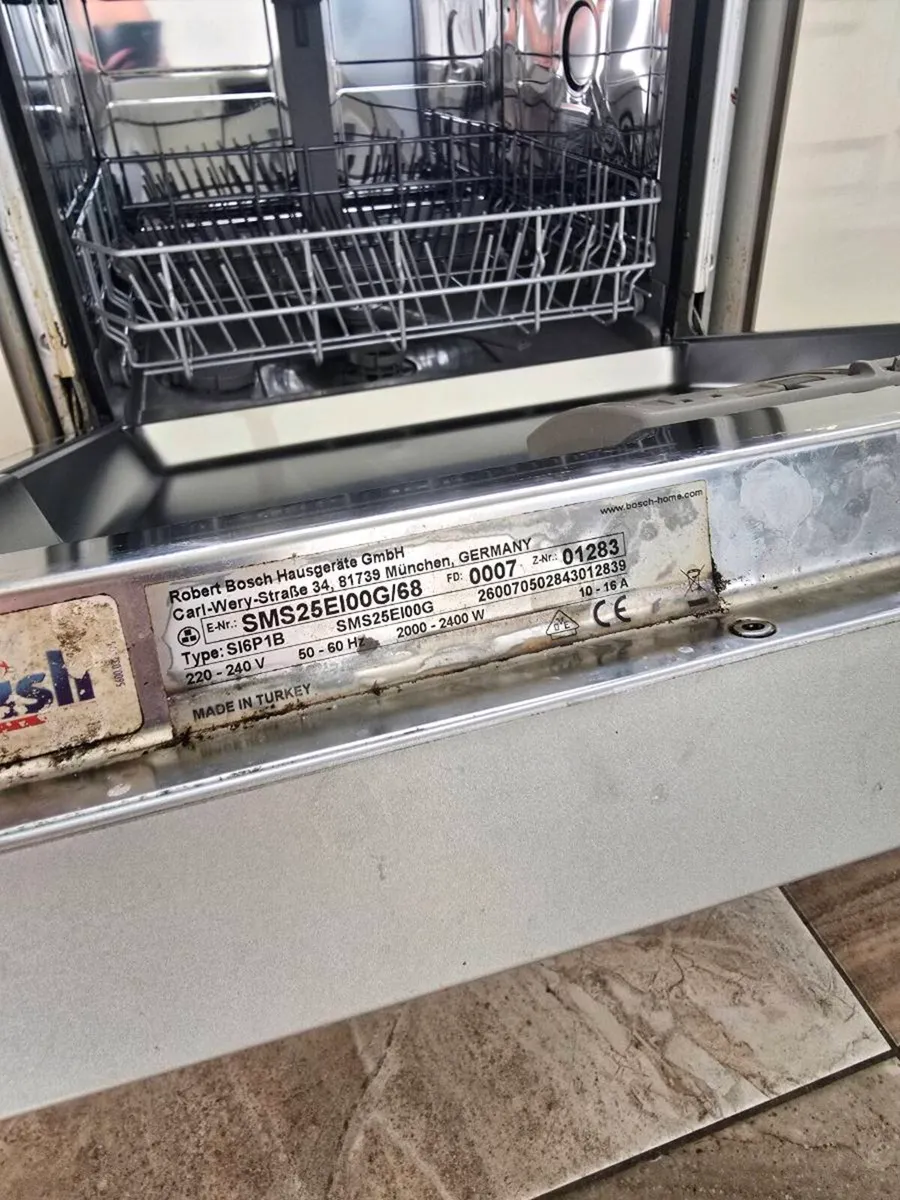 www.bosch-home.com
Robert Bosch Hausgeräte GmbH
Carl-Wery-Straße 34, 81739 München, GERMANY
E-Nr.: SMS25EI00G/68 FD: 0007 Z-Nr.: 01283
Type: SI6P1B SMS25EI00G 260070502843012839
220 - 240 V 50 - 60 Hz 2000 - 2400 W 10 - 16 A
CE
MADE IN TURKEY